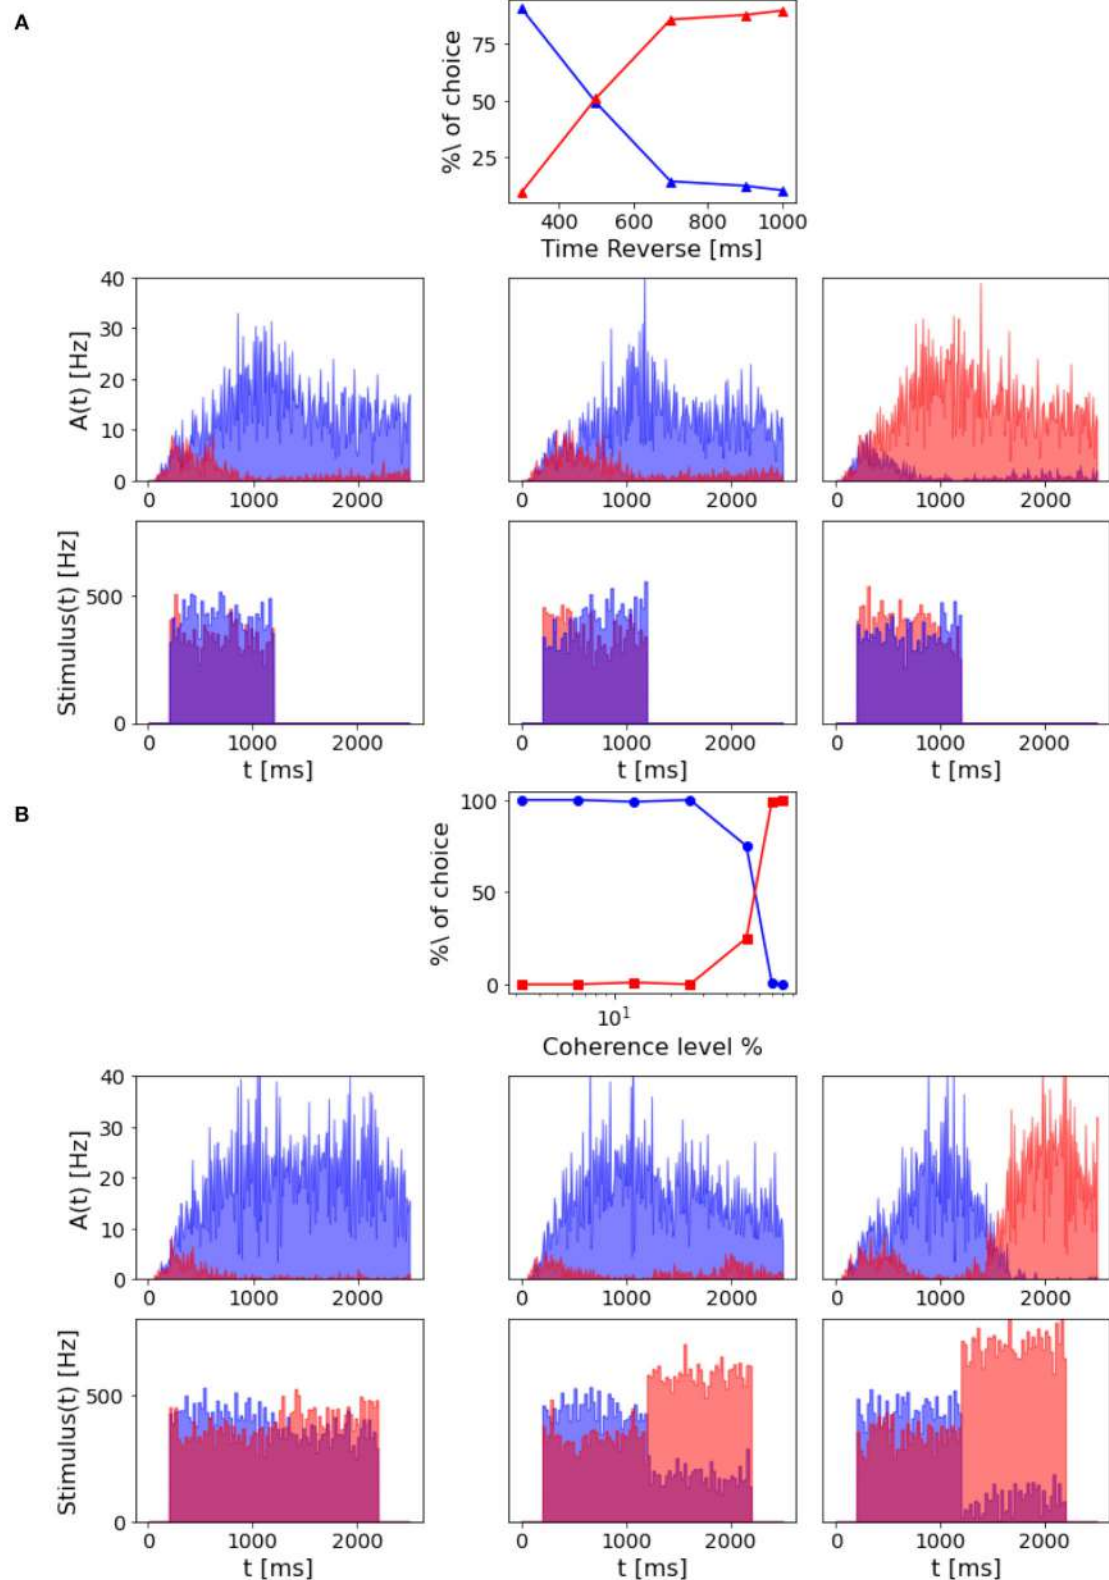 A
%\ of choice
75
50
25
400 600 800 1000
Time Reverse [ms]
A(t) [Hz]
40
30
20
10
0
0 1000 2000
0 1000 2000
0 1000 2000
Stimulus(t) [Hz]
500
0
0 1000 2000
0 1000 2000
0 1000 2000
t [ms]
t [ms]
t [ms]
B
%\ of choice
100
50
0
10¹
Coherence level %
A(t) [Hz]
40
30
20
10
0
0 1000 2000
0 1000 2000
0 1000 2000
Stimulus(t) [Hz]
500
0
0 1000 2000
0 1000 2000
0 1000 2000
t [ms]
t [ms]
t [ms]